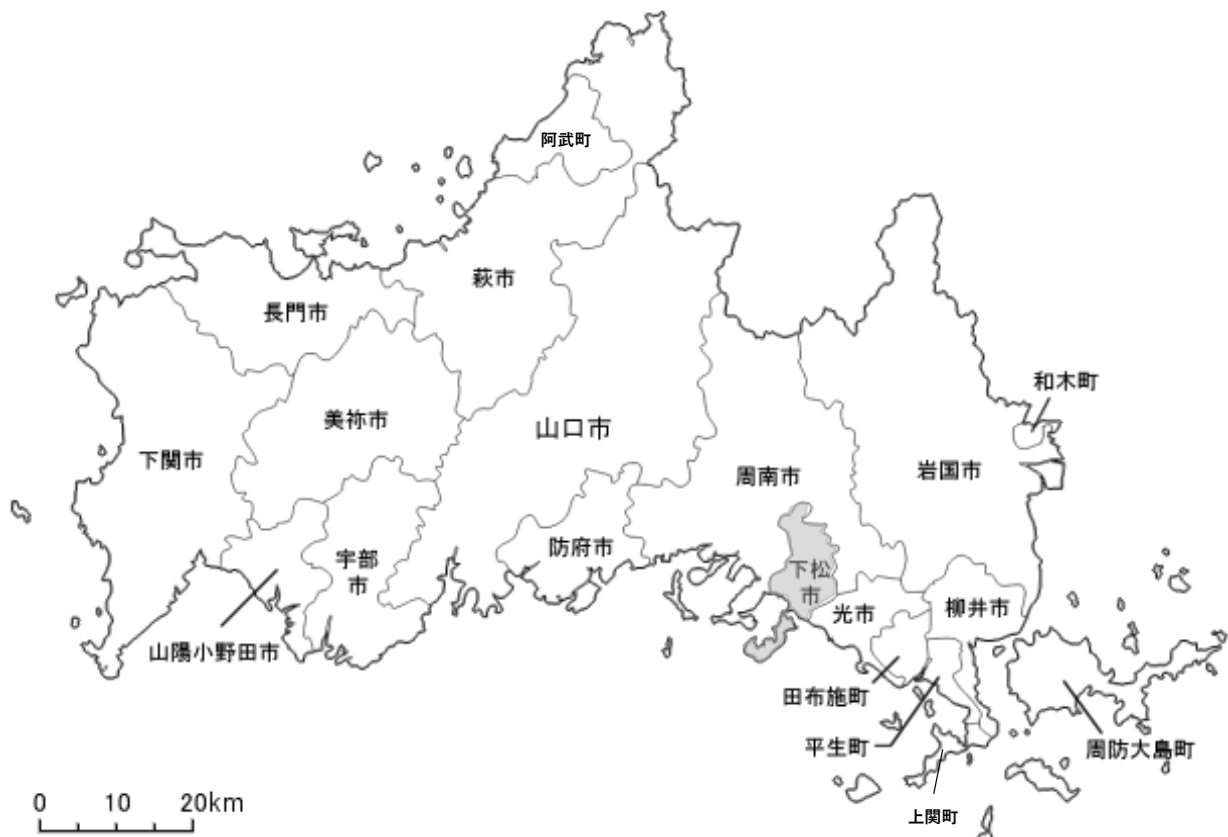 阿武町
萩市
長門市
和木町
美祢市
山口市
下関市
岩国市
周南市
防府市
宇部
市
下松
市
柳井市
光市
山陽小野田市
田布施町
平生町
周防大島町
上関町
0 10 20km